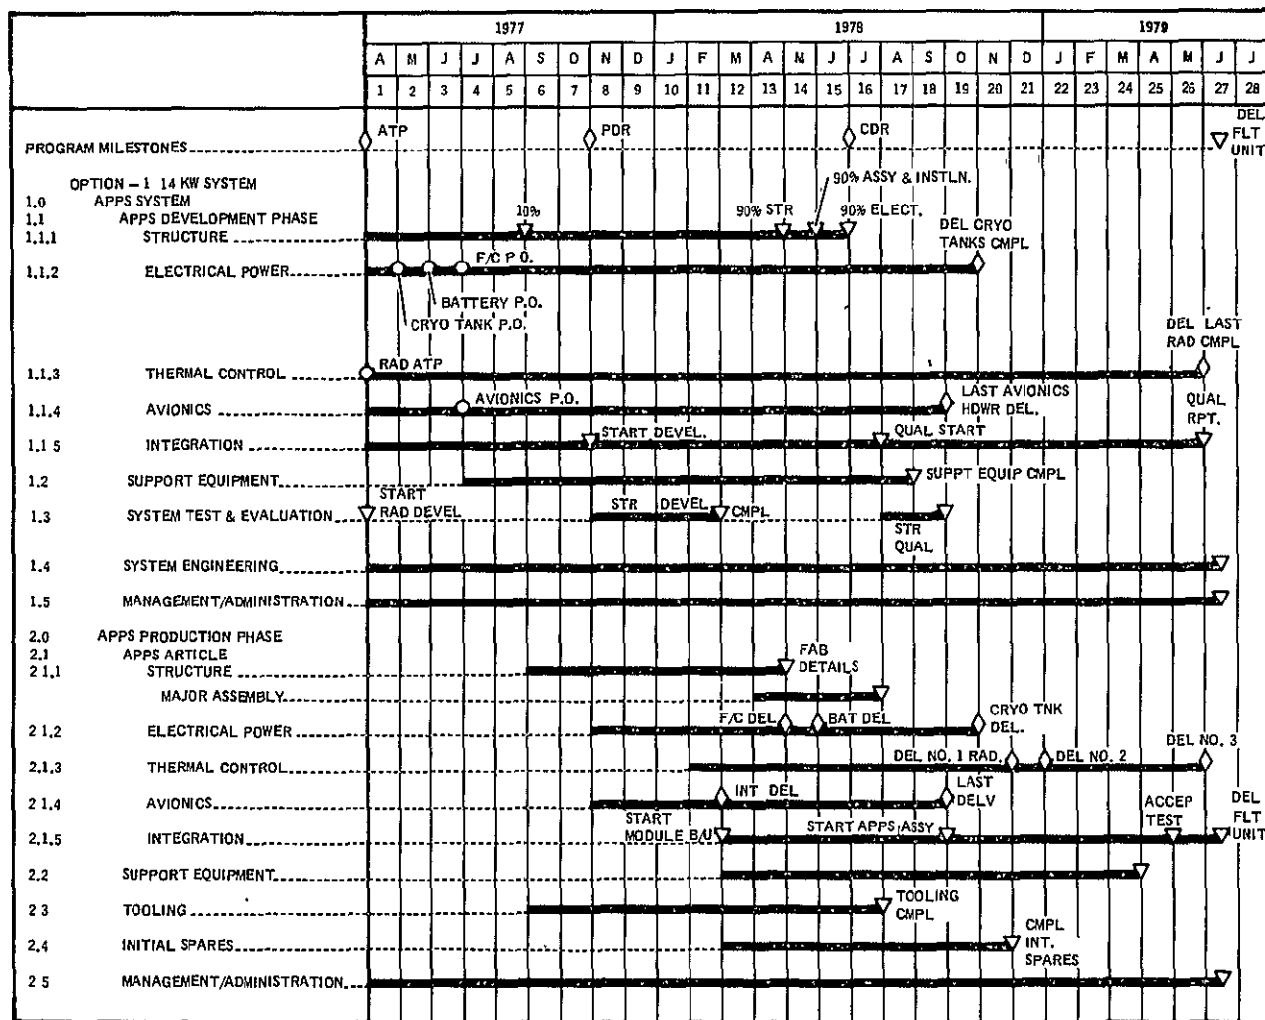 1977 1978 1979
A M J J A S O N D J F M A M J J A S O N D J F M A M J J
1 2 3 4 5 6 7 8 9 10 11 12 13 14 15 16 17 18 19 20 21 22 23 24 25 26 27 28
ATP PDR CDR DEL
PROGRAM MILESTONES FLT
UNIT
90% ASSY & INSTLN.
OPTION – 1 14 KW SYSTEM
1.0 APPS SYSTEM
1.1 APPS DEVELOPMENT PHASE 10% 90% STR 90% ELECT.
1.1.1 STRUCTURE DEL CRYO
TANKS CMPL
F/C P O.
1.1.2 ELECTRICAL POWER
BATTERY P.O.
CRYO TANK P.O.
DEL LAST
RAD CMPL
RAD ATP
1.1.3 THERMAL CONTROL
AVIONICS P.O. LAST AVIONICS
1.1.4 AVIONICS HDWR DEL. QUAL
RPT.
START DEVEL. QUAL START
1.1 5 INTEGRATION
1.2 SUPPORT EQUIPMENT SUPPT EQUIP CMPL
START
RAD DEVEL STR DEVEL CMPL
1.3 SYSTEM TEST & EVALUATION
STR
QUAL
1.4 SYSTEM ENGINEERING
1.5 MANAGEMENT/ADMINISTRATION
2.0 APPS PRODUCTION PHASE
2.1 APPS ARTICLE FAB
2 1.1 STRUCTURE DETAILS
MAJOR ASSEMBLY
F/C DEL BAT DEL CRYO TNK
2 1.2 ELECTRICAL POWER DEL.
DEL NO. 3
DEL NO. 1 RAD. DEL NO. 2
2.1.3 THERMAL CONTROL
INT DEL LAST
2 1.4 AVIONICS DELV ACCEP DEL
START START APPS ASSY TEST FLT
2.1.5 INTEGRATION MODULE B/U UNIT
2.2 SUPPORT EQUIPMENT
2 3 TOOLING TOOLING
CMPL
2.4 INITIAL SPARES CMPL
INT.
SPARES
2 5 MANAGEMENT/ADMINISTRATION